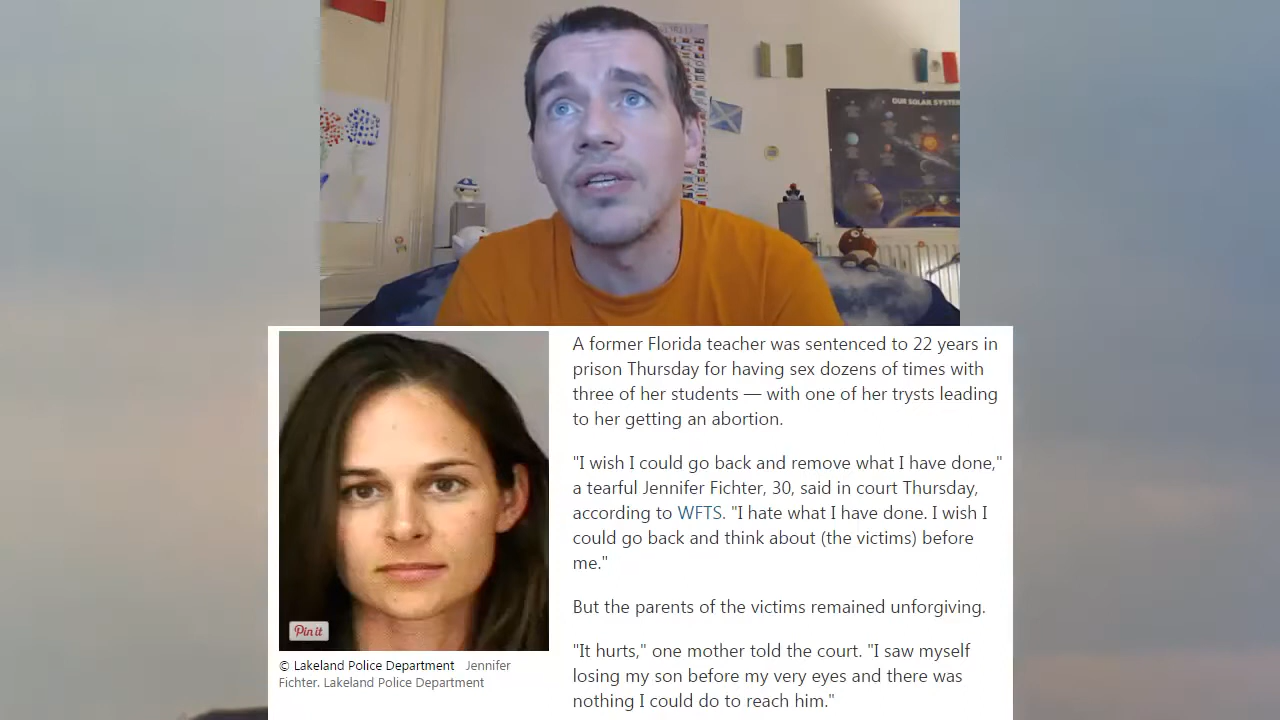 OUR SOLAR SYSTEM
A former Florida teacher was sentenced to 22 years in
prison Thursday for having sex dozens of times with
three of her students — with one of her trysts leading
to her getting an abortion.
"I wish I could go back and remove what I have done,"
a tearful Jennifer Fichter, 30, said in court Thursday,
according to WFTS. "I hate what I have done. I wish I
could go back and think about (the victims) before
me."
But the parents of the victims remained unforgiving.
"It hurts," one mother told the court. "I saw myself
losing my son before my very eyes and there was
nothing I could do to reach him."
Pin it
© Lakeland Police Department Jennifer
Fichter. Lakeland Police Department